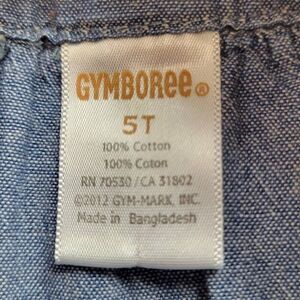 GYMBOREE®
5T
100% Cotton
100% Coton
RN 70530 / CA 31802
©2012 GYM-MARK, INC.
Made in Bangladesh